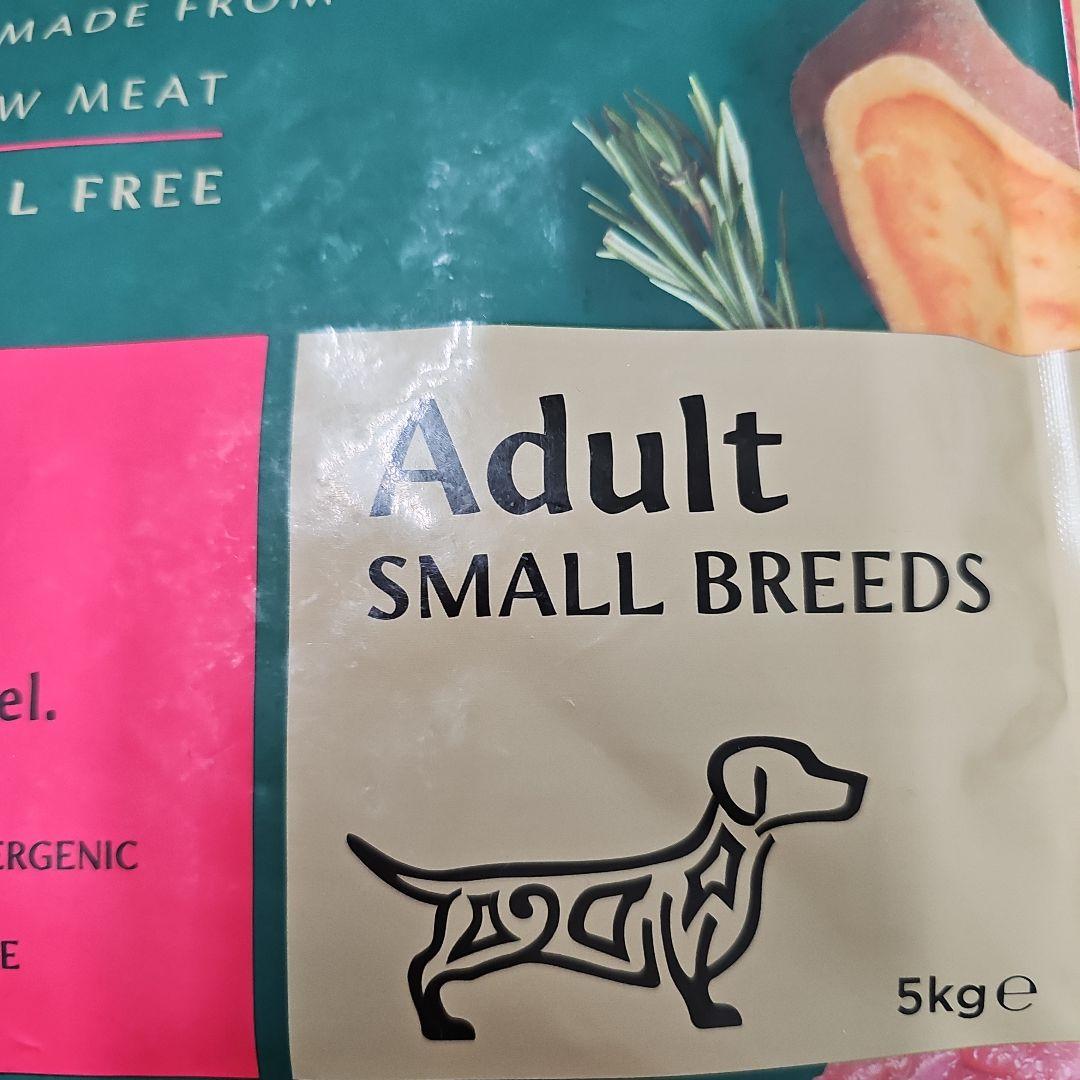 MADE FROM
W MEAT
L FREE
Adult
SMALL BREEDS
el.
ERGENIC
E
5kg ℮